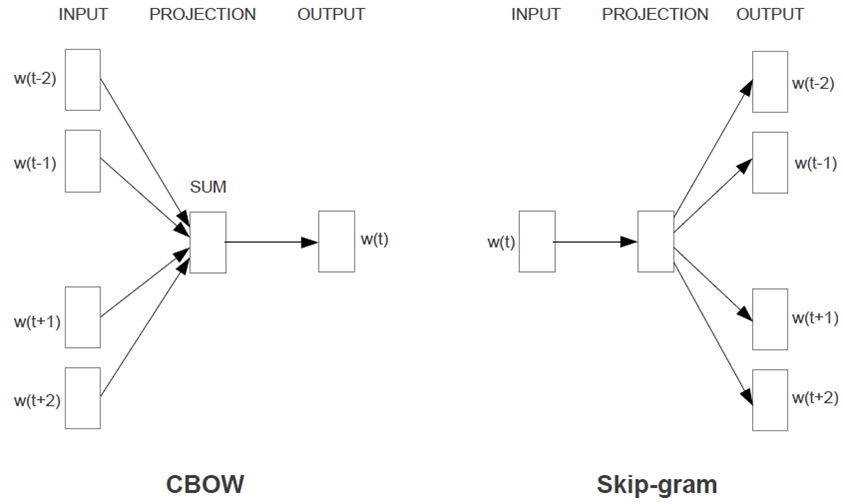 INPUT PROJECTION OUTPUT
w(t-2)
w(t-1)
SUM
w(t)
w(t+1)
w(t+2)
CBOW
INPUT PROJECTION OUTPUT
w(t-2)
w(t-1)
w(t)
w(t+1)
w(t+2)
Skip-gram